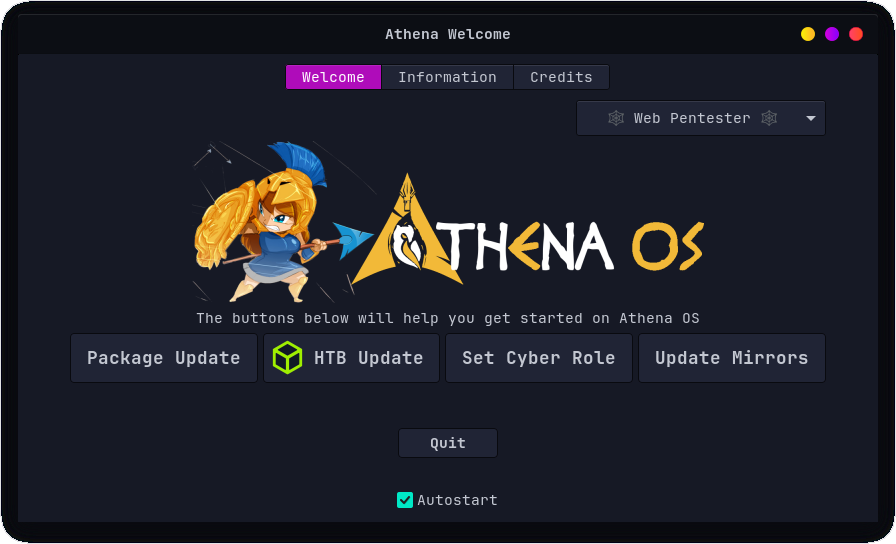 Athena Welcome
Welcome Information Credits
Web Pentester
ATHENA OS
The buttons below will help you get started on Athena OS
Package Update HTB Update Set Cyber Role Update Mirrors
Quit
Autostart